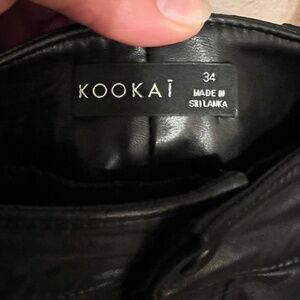 KOOKAÏ
34
MADE IN
SRI LANKA